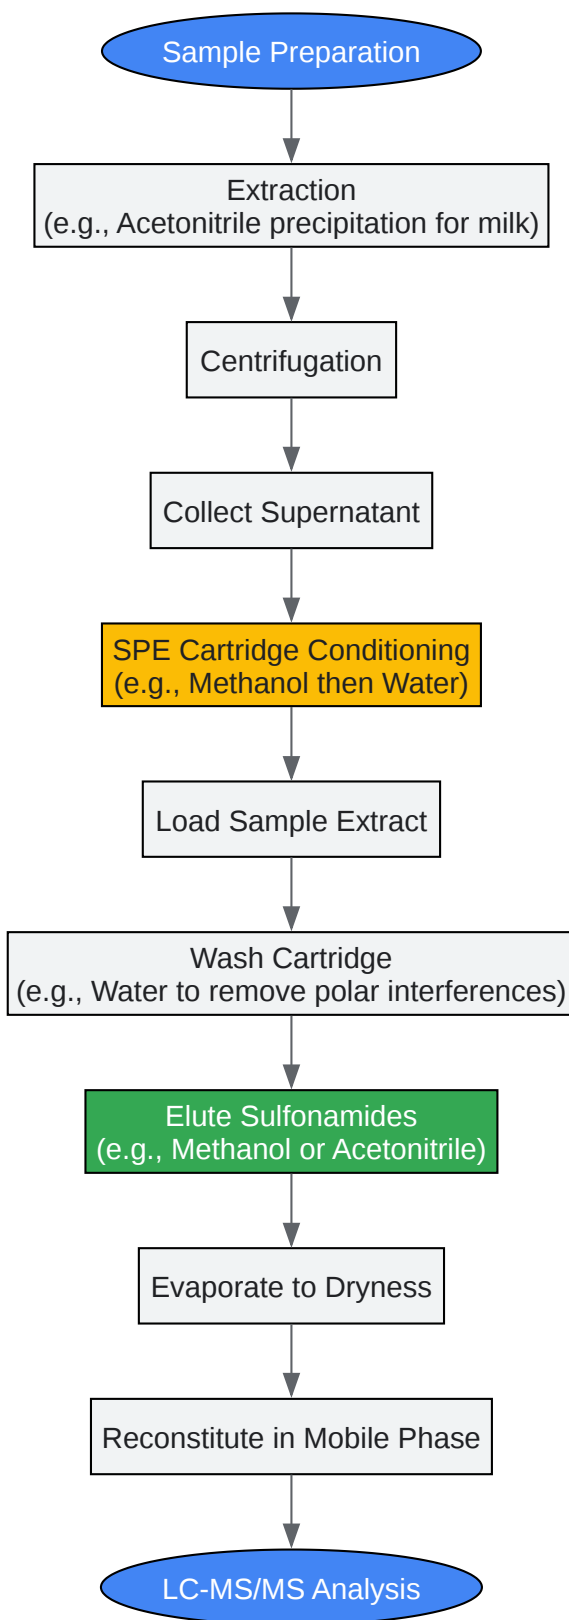 Sample Preparation
Extraction
(e.g., Acetonitrile precipitation for milk)
Centrifugation
Collect Supernatant
SPE Cartridge Conditioning
(e.g., Methanol then Water)
Load Sample Extract
Wash Cartridge
(e.g., Water to remove polar interferences)
Elute Sulfonamides
(e.g., Methanol or Acetonitrile)
Evaporate to Dryness
Reconstitute in Mobile Phase
LC-MS/MS Analysis